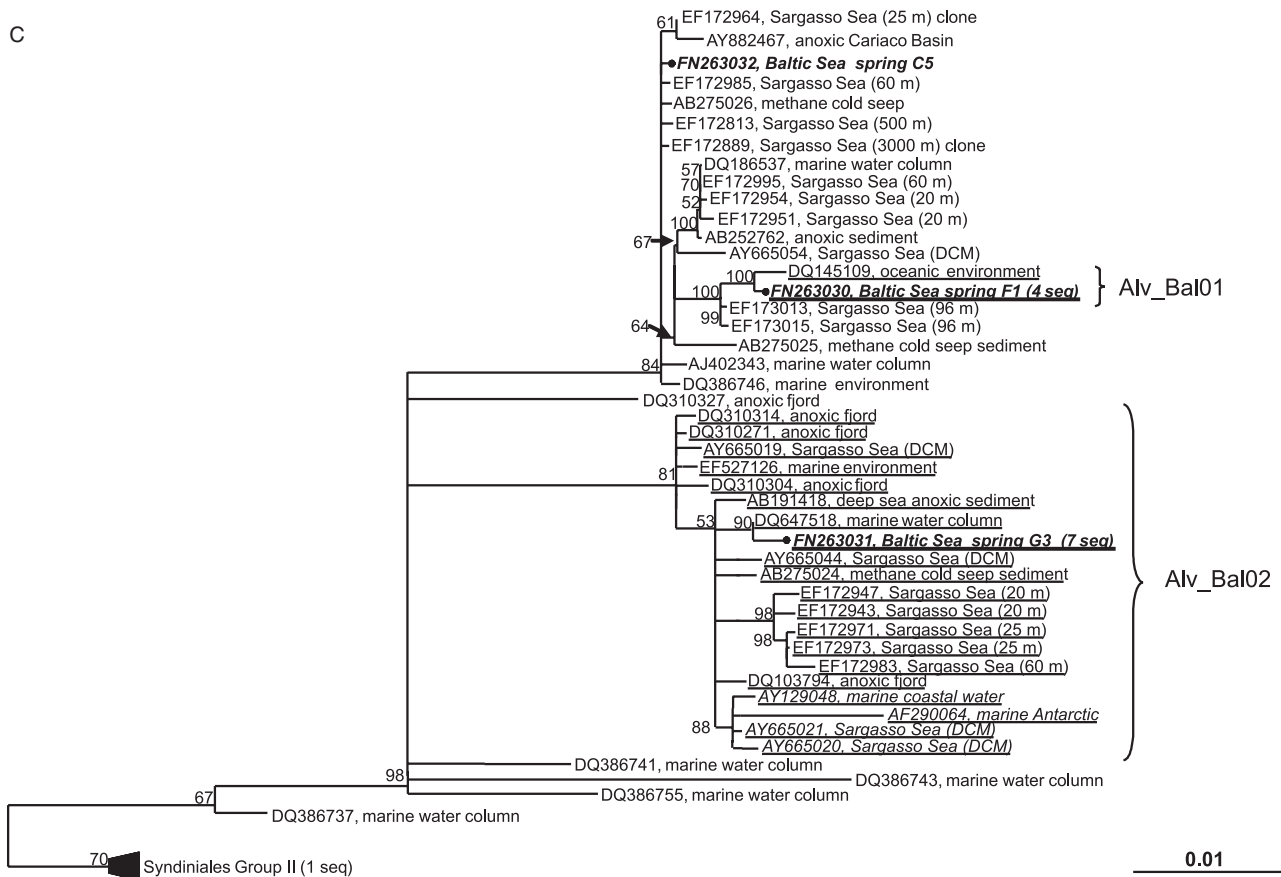 C
61
EF172964, Sargasso Sea (25 m) clone
AY882467, anoxic Cariaco Basin
FN263032, Baltic Sea spring C5
EF172985, Sargasso Sea (60 m)
AB275026, methane cold seep
EF172813, Sargasso Sea (500 m)
EF172889, Sargasso Sea (3000 m) clone
57
DQ186537, marine water column
70
EF172995, Sargasso Sea (60 m)
52
EF172954, Sargasso Sea (20 m)
100
EF172951, Sargasso Sea (20 m)
67
AB252762, anoxic sediment
AY665054, Sargasso Sea (DCM)
100
DQ145109, oceanic environment
100
FN263030, Baltic Sea spring F1 (4 seq)
Alv_Bal01
99
EF173013, Sargasso Sea (96 m)
64
EF173015, Sargasso Sea (96 m)
AB275025, methane cold seep sediment
84
AJ402343, marine water column
DQ386746, marine environment
DQ310327, anoxic fjord
DQ310314, anoxic fjord
DQ310271, anoxic fjord
AY665019, Sargasso Sea (DCM)
81
EF527126, marine environment
DQ310304, anoxic fjord
AB191418, deep sea anoxic sediment
53
90
DQ647518, marine water column
FN263031, Baltic Sea spring G3 (7 seq)
AY665044, Sargasso Sea (DCM)
AB275024, methane cold seep sediment
Alv_Bal02
EF172947, Sargasso Sea (20 m)
98
EF172943, Sargasso Sea (20 m)
98
EF172971, Sargasso Sea (25 m)
EF172973, Sargasso Sea (25 m)
EF172983, Sargasso Sea (60 m)
DQ103794, anoxic fjord
AY129048, marine coastal water
88
AF290064, marine Antarctic
AY665021, Sargasso Sea (DCM)
AY665020, Sargasso Sea (DCM)
DQ386741, marine water column
98
DQ386743, marine water column
DQ386755, marine water column
67
DQ386737, marine water column
70
Syndiniales Group II (1 seq)
0.01